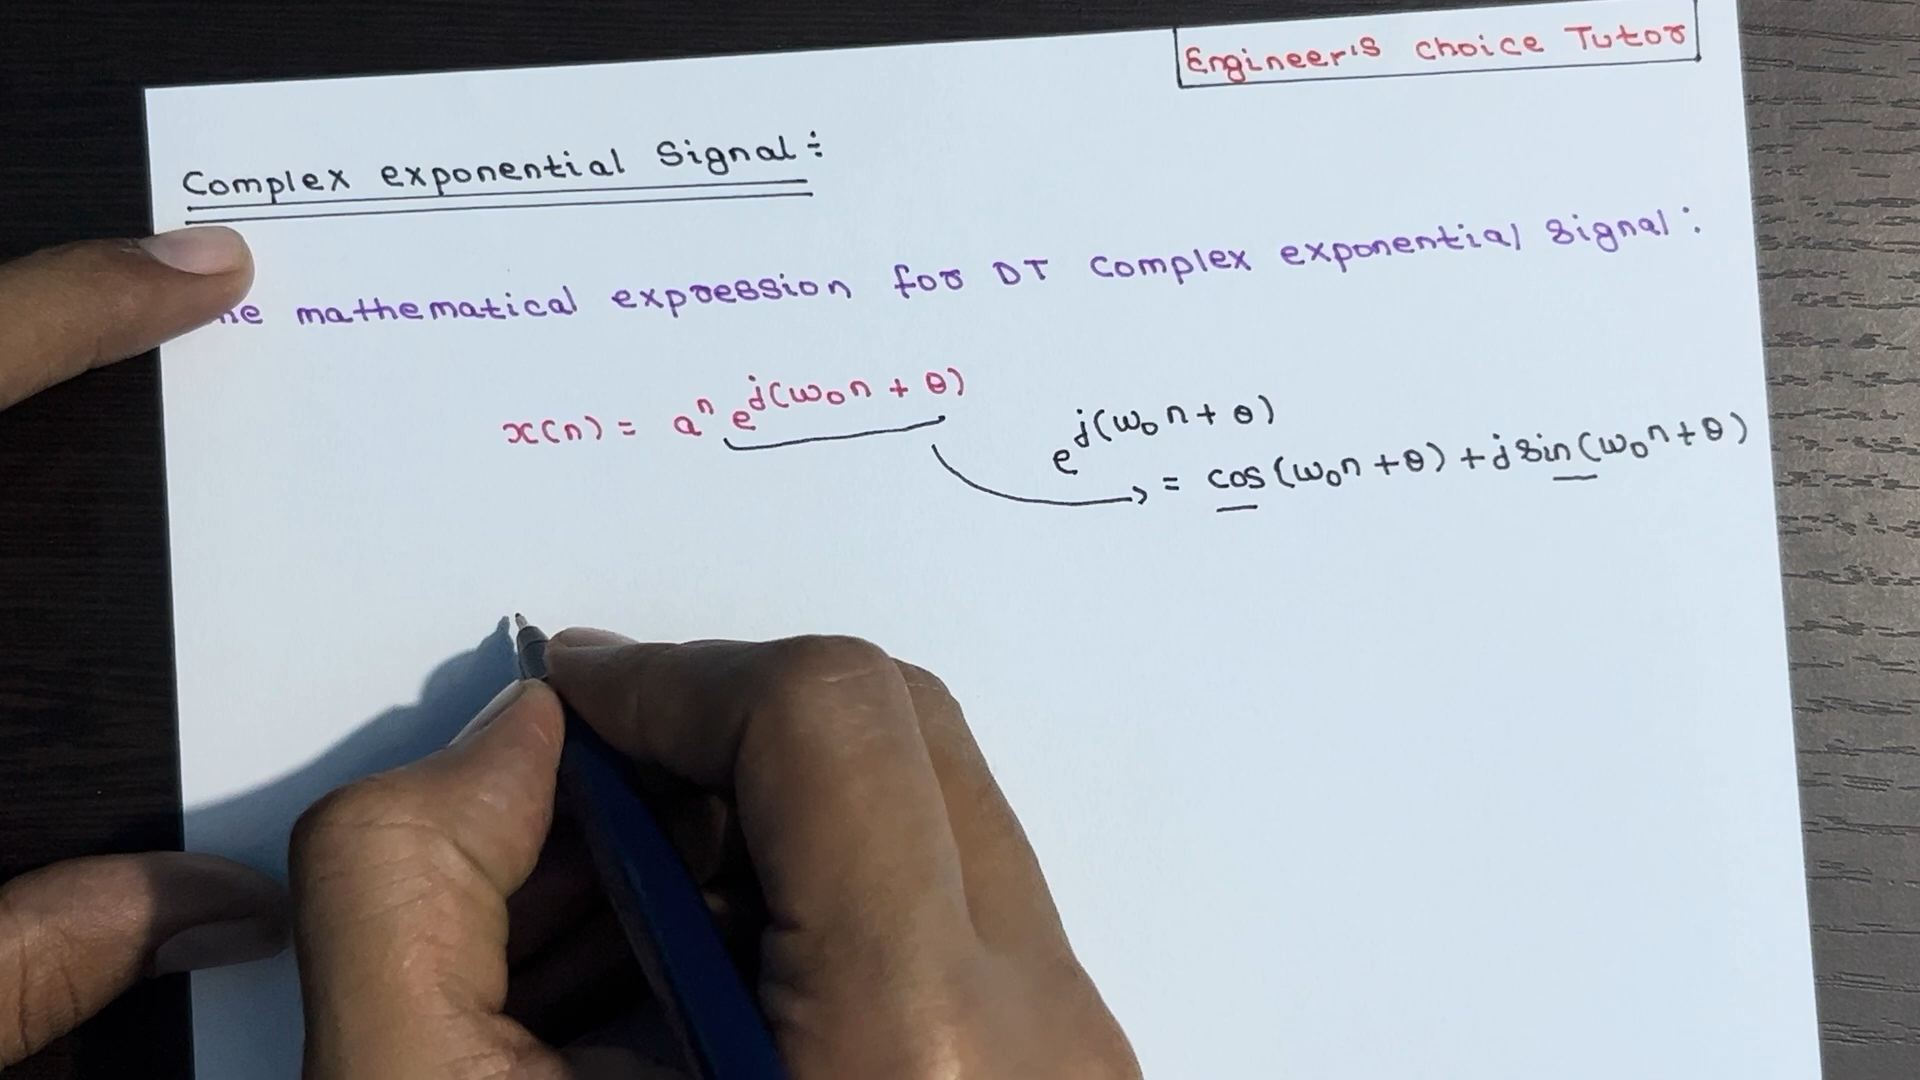 Engineer's choice Tutor
Complex exponential Signal:
mathematical expression for DT complex exponential signal:
x(n) = aⁿ e^j(ω₀n + θ)
e^j(ω₀n + θ)
= cos(ω₀n + θ) + j sin(ω₀n + θ)